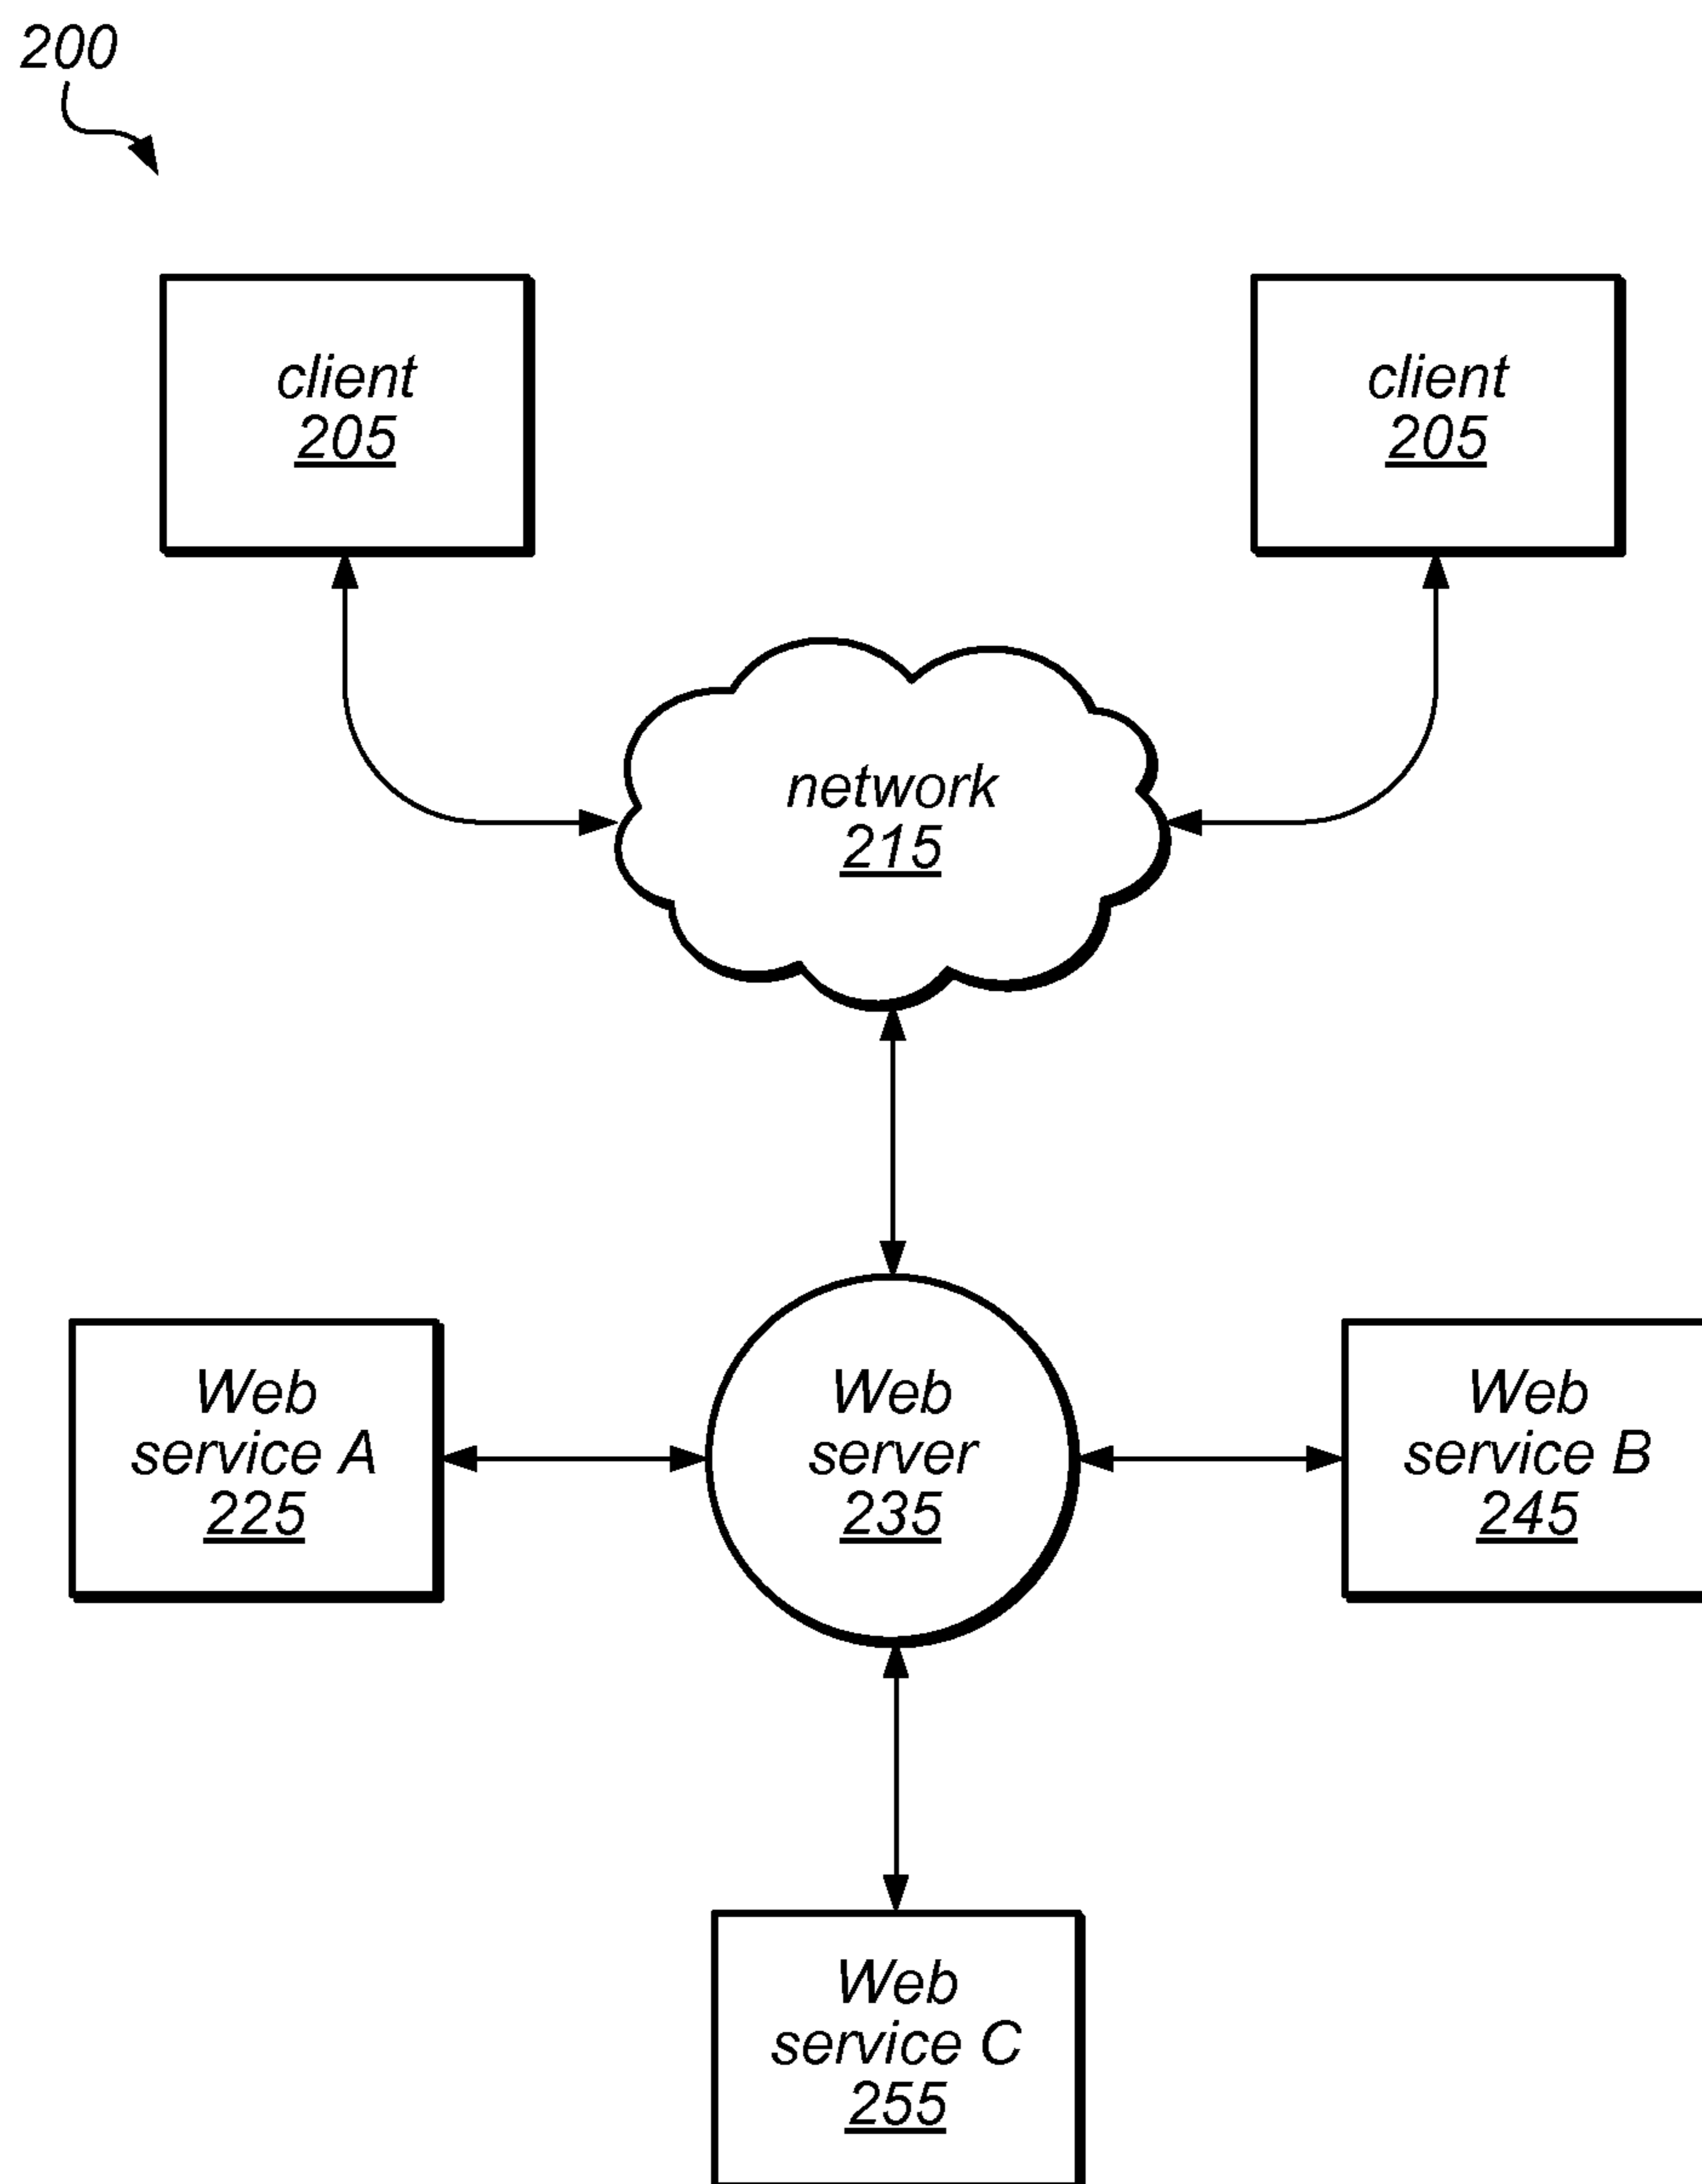 200
client
205
client
205
network
215
Web
service A
225
Web
server
235
Web
service B
245
Web
service C
255